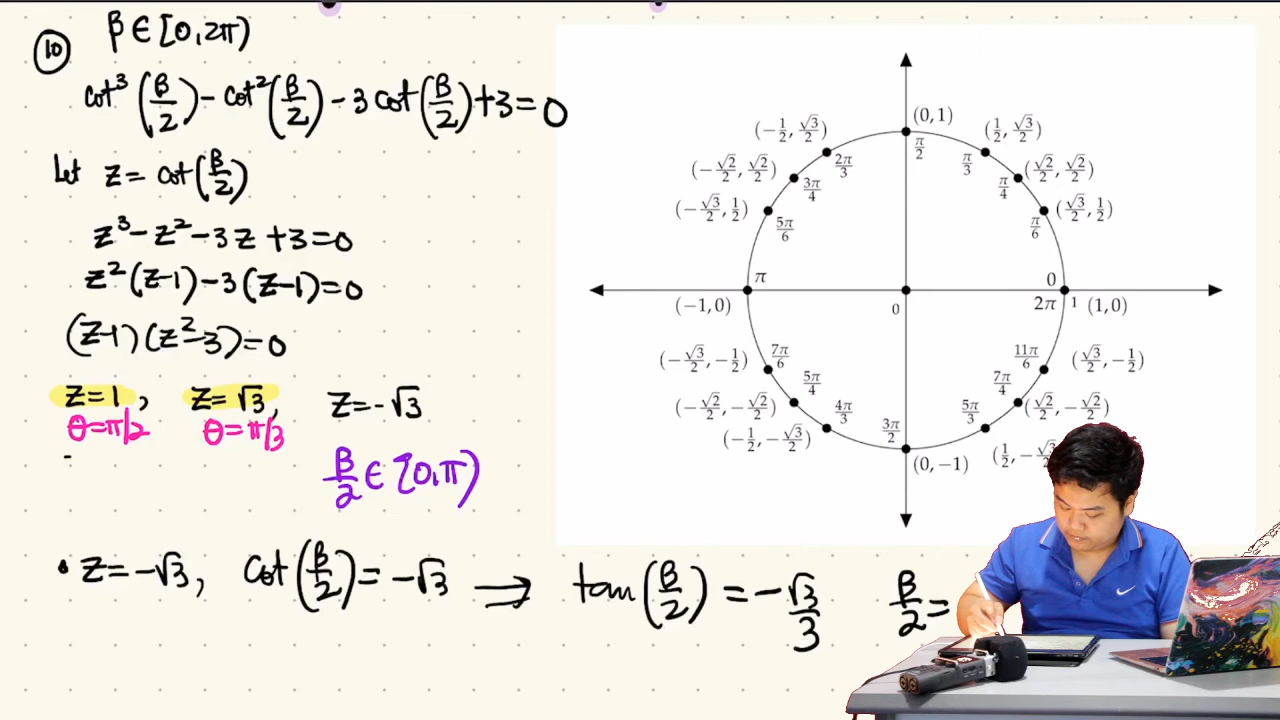 ⑩ β ∈ [0, 2π)
cot³(β/2) - cot²(β/2) - 3 cot(β/2) + 3 = 0
Let z = cot(β/2)
z³ - z² - 3z + 3 = 0
z²(z-1) - 3(z-1) = 0
(z-1)(z²-3) = 0
z = 1, z = √3, z = -√3
θ = π/2 θ = π/3
β/2 ∈ [0, π)
• z = -√3, cot(β/2) = -√3 ⟹ tan(β/2) = -√3/3 β/2 =
(0, 1)
π/2
(-1/2, √3/2) 2π/3 π/3 (1/2, √3/2)
(-√2/2, √2/2) 3π/4 π/4 (√2/2, √2/2)
(-√3/2, 1/2) 5π/6 π/6 (√3/2, 1/2)
π 0
(-1, 0) 0 2π 1 (1, 0)
(-√3/2, -1/2) 7π/6 11π/6 (√3/2, -1/2)
(-√2/2, -√2/2) 5π/4 7π/4 (√2/2, -√2/2)
(-1/2, -√3/2) 4π/3 3π/2 5π/3 (1/2, -√3
(0, -1)